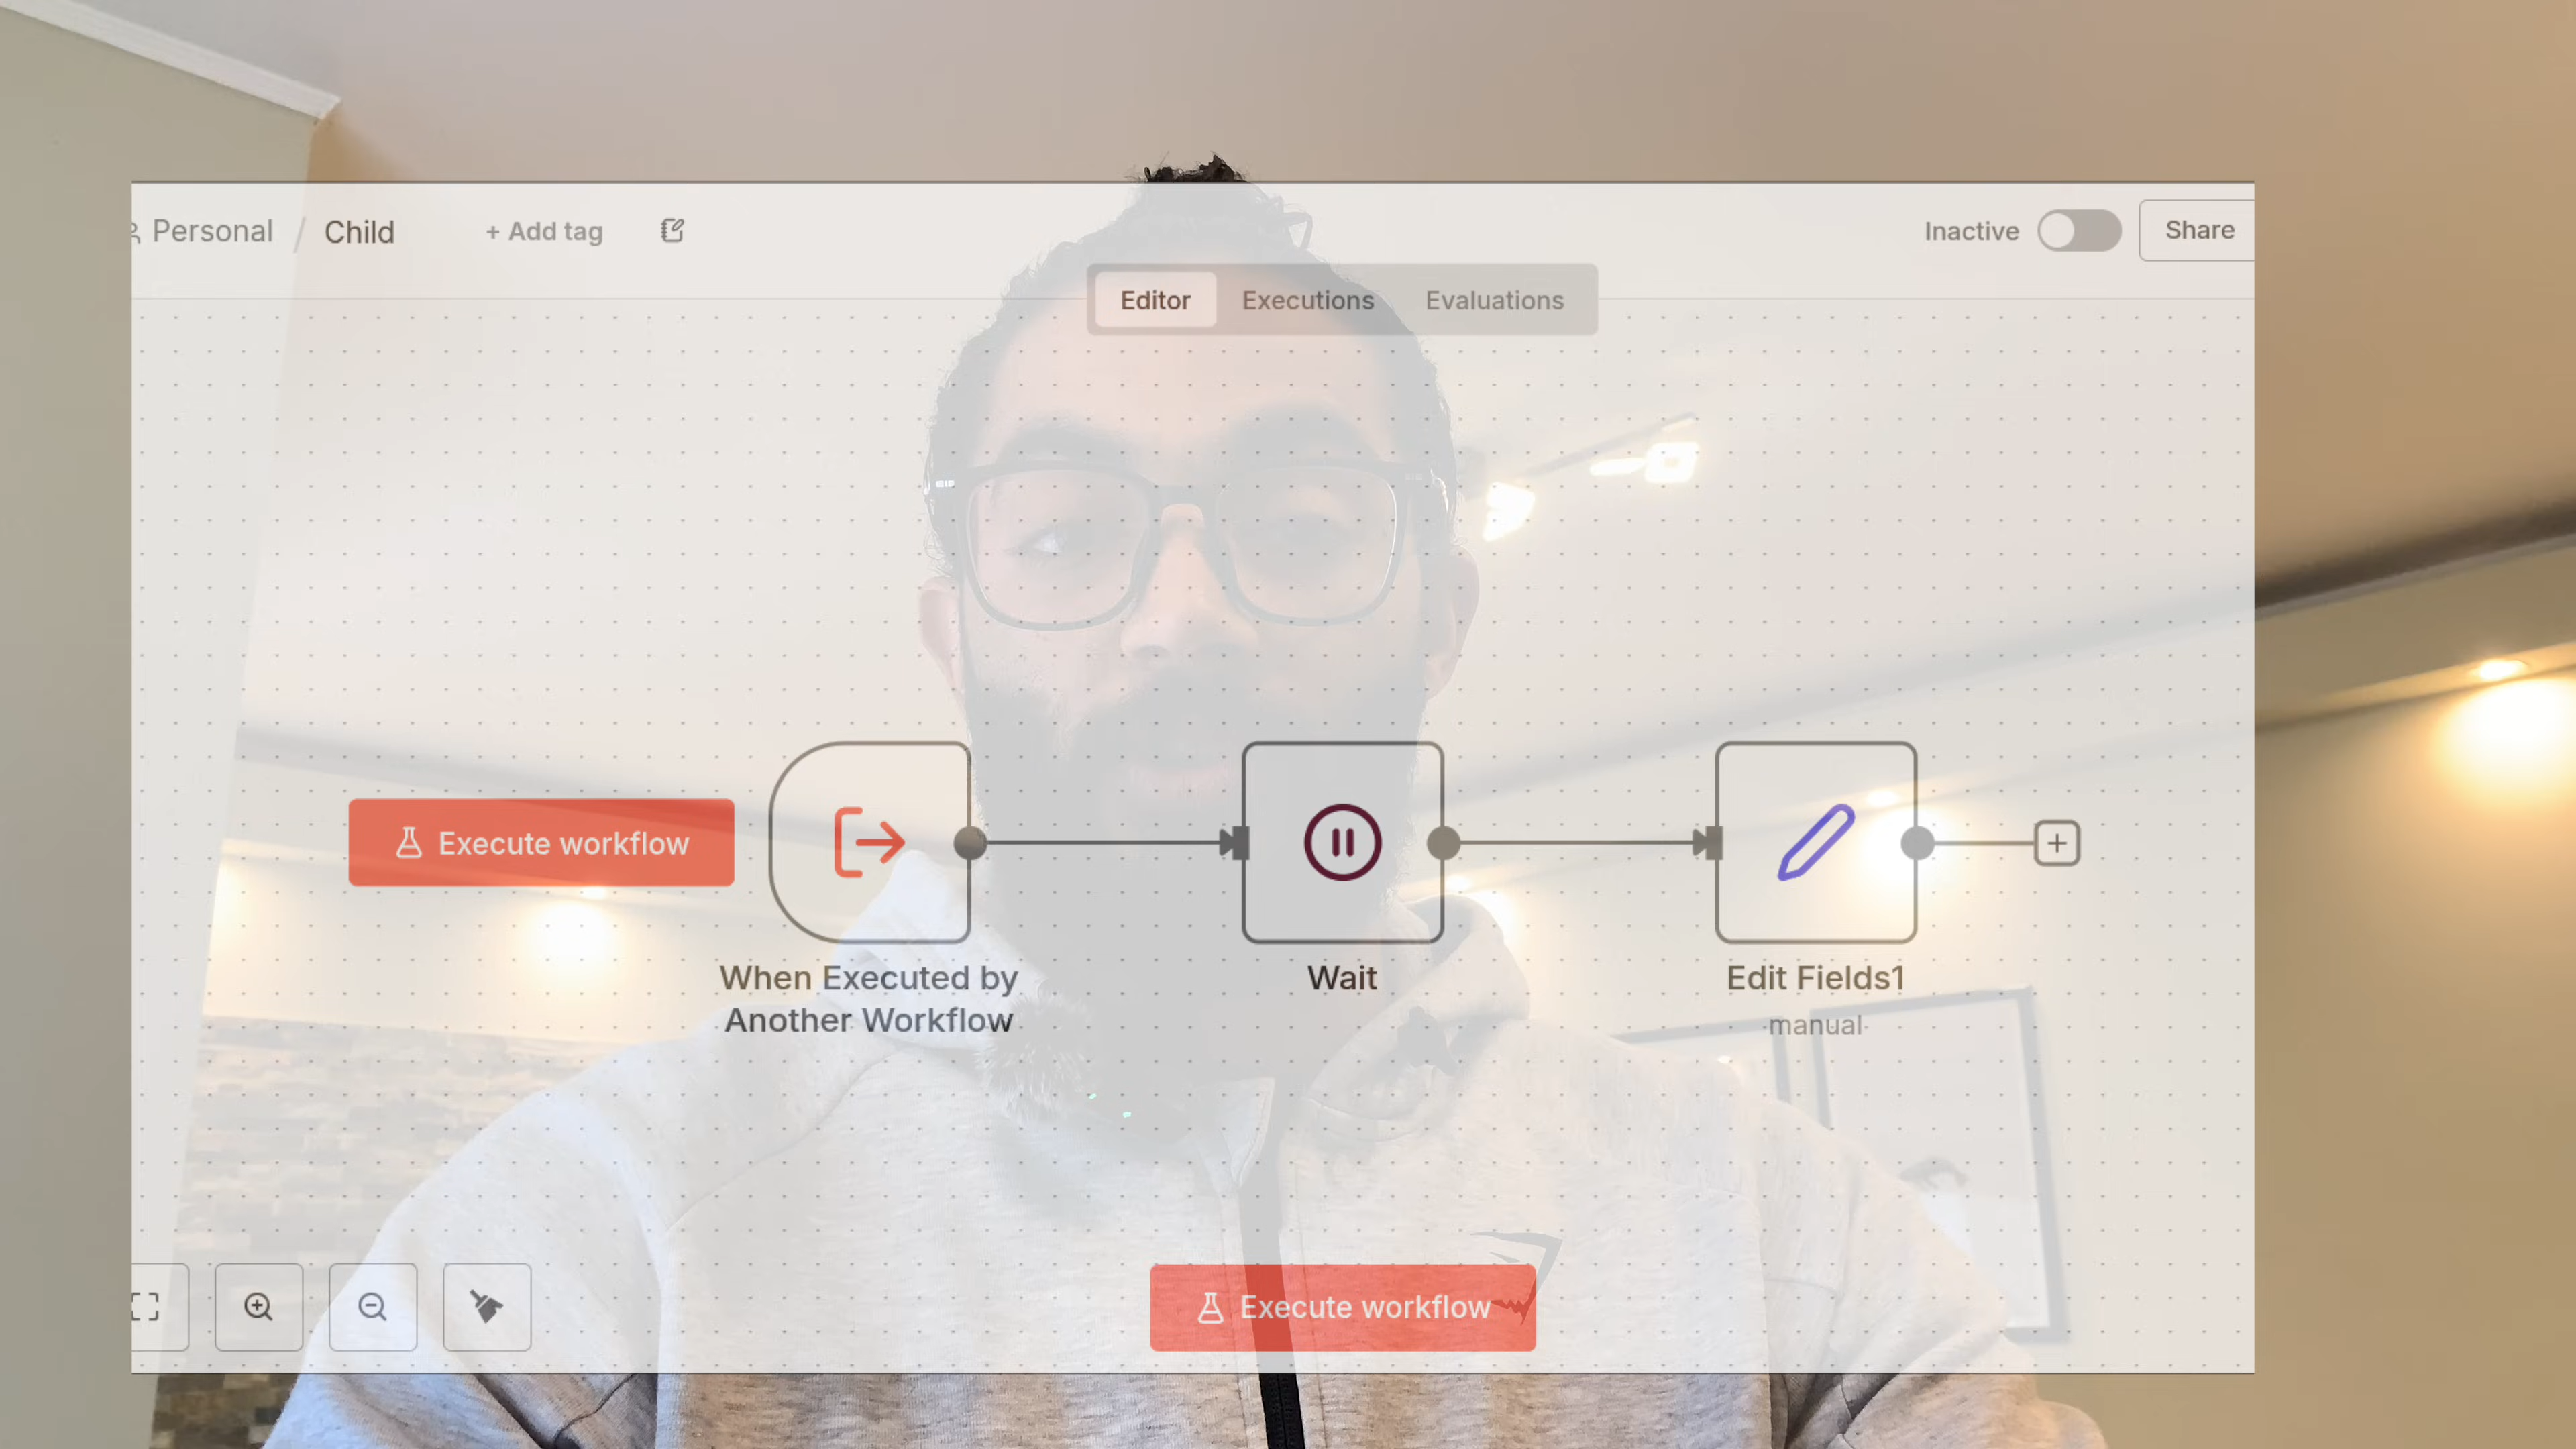 Personal / Child
+ Add tag
Inactive
Share
Editor
Executions
Evaluations
Execute workflow
When Executed by
Another Workflow
Wait
Edit Fields1
manual
Execute workflow